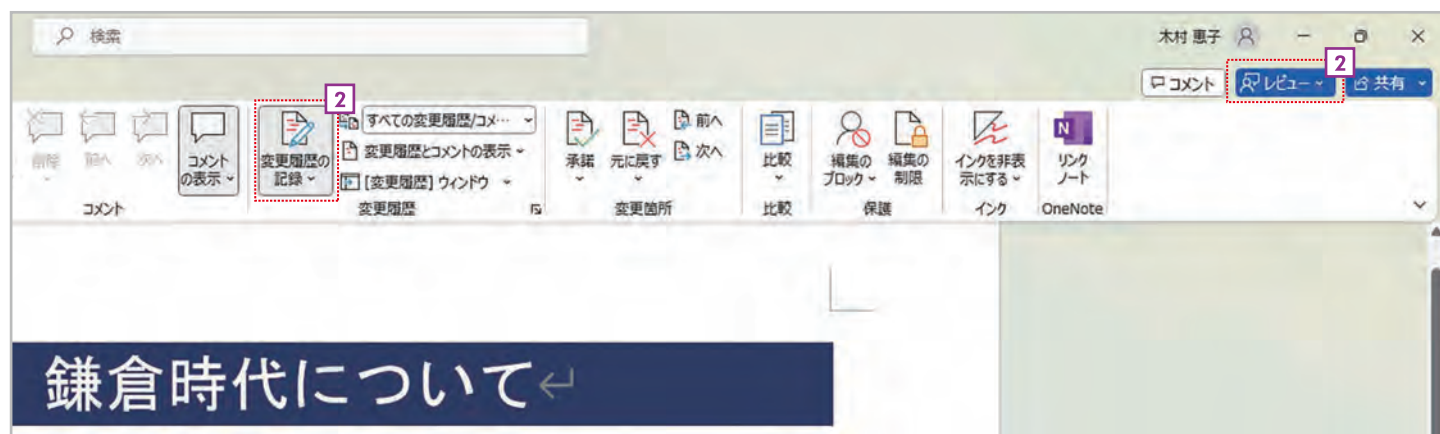 検索
木村 恵子
コメント
レビュー
2
共有
削除
前へ
次へ
コメント
の表示
コメント
変更履歴の
記録
2
すべての変更履歴/コメ…
変更履歴とコメントの表示
[変更履歴] ウィンドウ
変更履歴
承諾
元に戻す
前へ
次へ
変更箇所
比較
比較
編集の
ブロック
編集の
制限
保護
インクを非表
示にする
インク
N
リンク
ノート
OneNote
鎌倉時代について